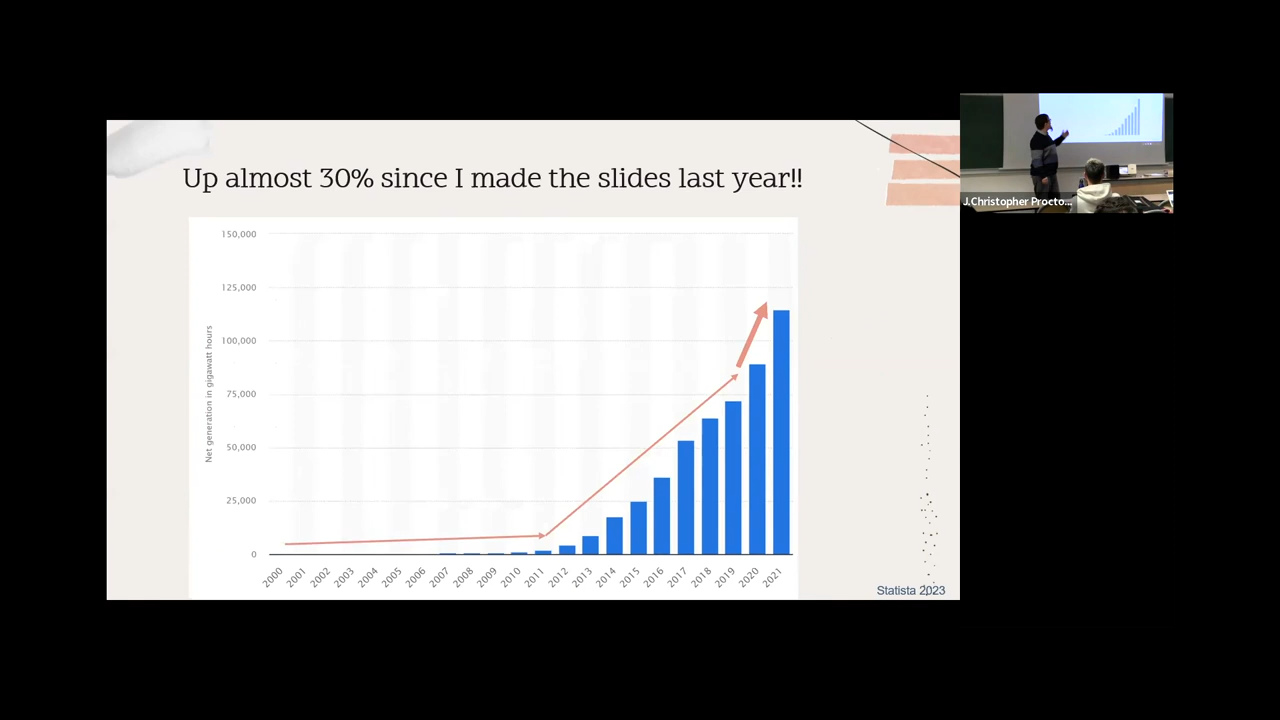 Up almost 30% since I made the slides last year!!
J.Christopher Procto...
150,000
125,000
100,000
75,000
50,000
25,000
0
Net generation in gigawatt hours
2000 2001 2002 2003 2004 2005 2006 2007 2008 2009 2010 2011 2012 2013 2014 2015 2016 2017 2018 2019 2020 2021
Statista 2023